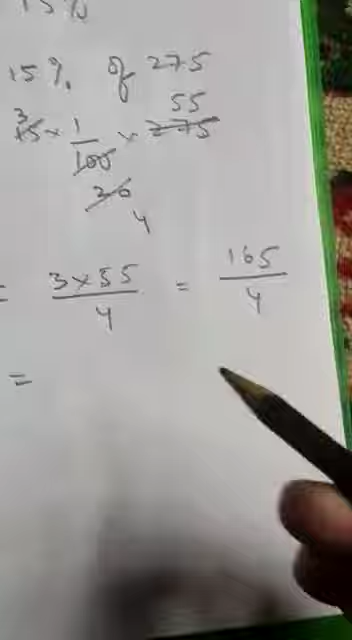 15%
15% of 275
3 55
15 × 1/100 × 275
20
4
= 3×55/4 = 165/4
=